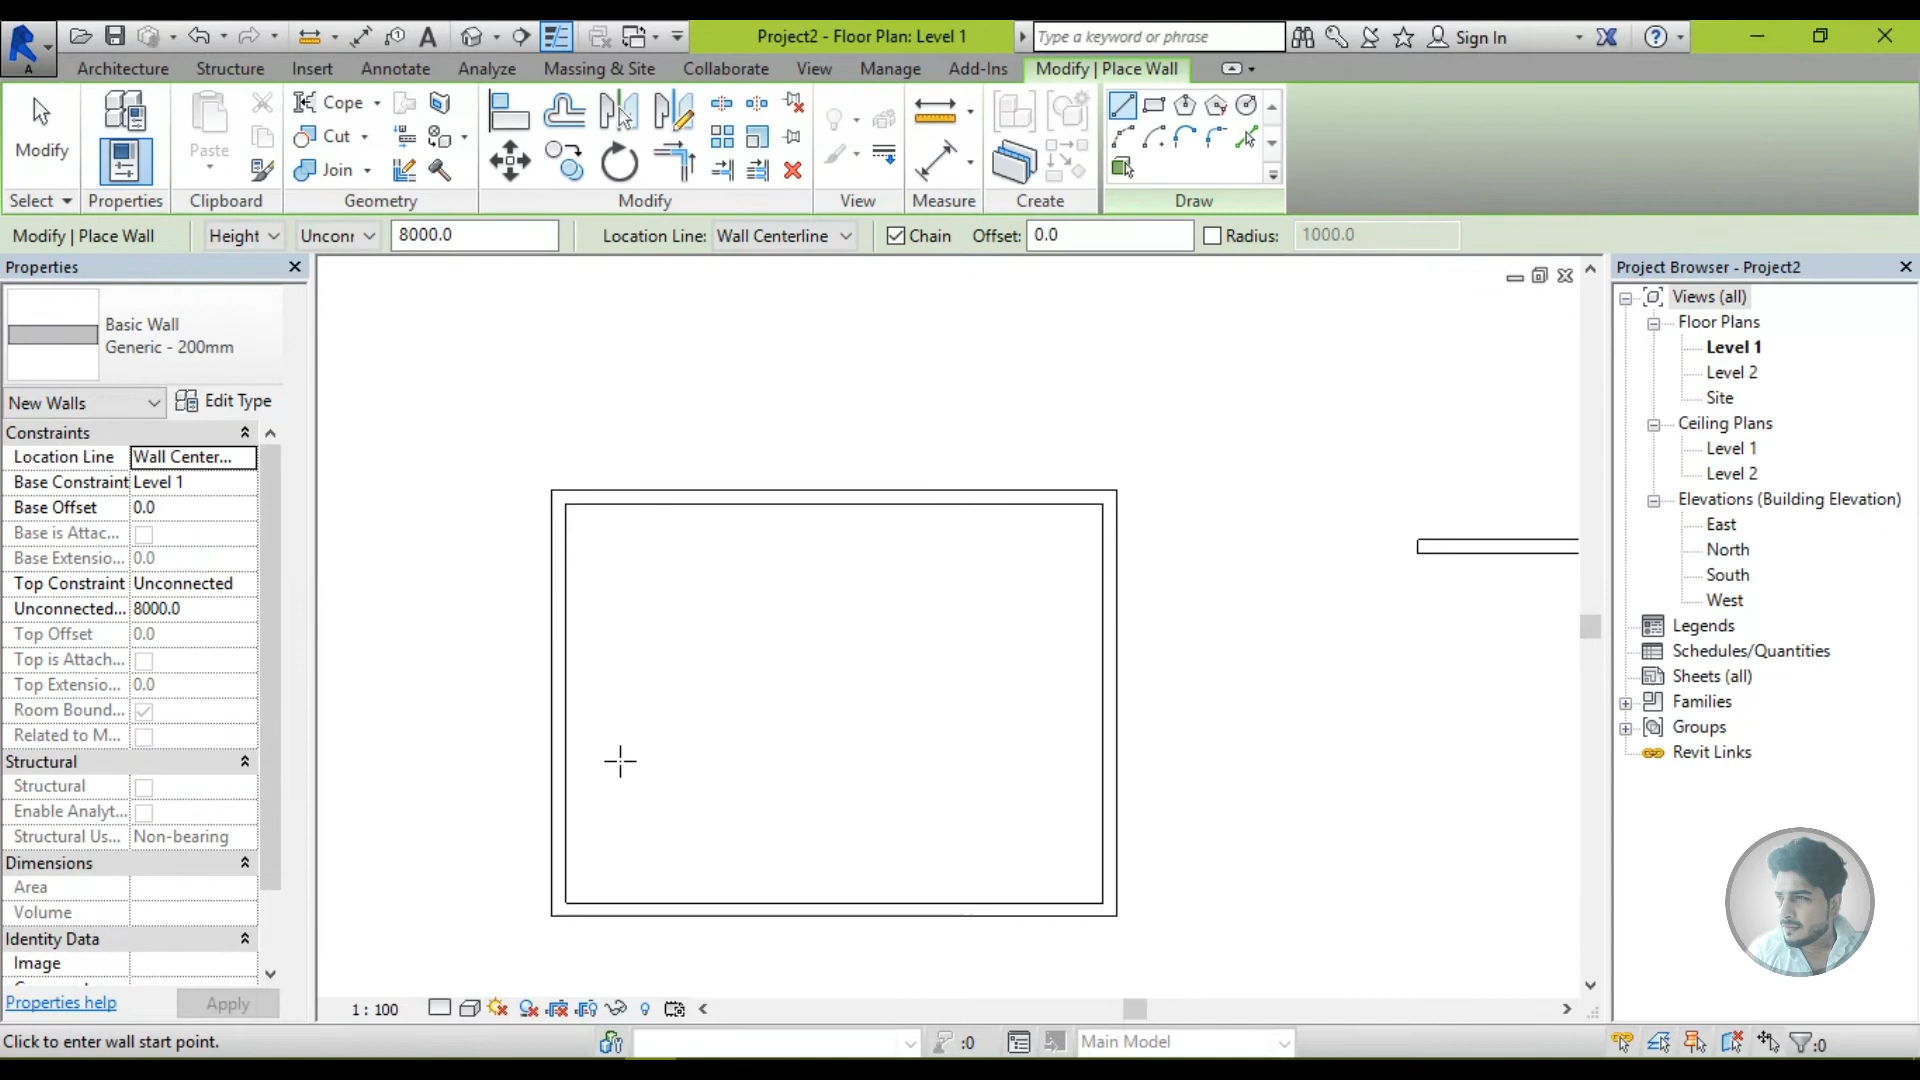 Project2 - Floor Plan: Level 1
Type a keyword or phrase
Sign In
A
Architecture
Structure
Insert
Annotate
Analyze
Massing & Site
Collaborate
View
Manage
Add-Ins
Modify | Place Wall
Modify
Paste
Cope
Cut
Join
Select
Properties
Clipboard
Geometry
Modify
View
Measure
Create
Draw
Modify | Place Wall
Height
Unconr
8000.0
Location Line: Wall Centerline
Chain
Offset: 0.0
Radius: 1000.0
Properties
Basic Wall
Generic - 200mm
New Walls
Edit Type
Constraints
Location Line Wall Center...
Base Constraint Level 1
Base Offset 0.0
Base is Attac...
Base Extensio... 0.0
Top Constraint Unconnected
Unconnected... 8000.0
Top Offset 0.0
Top is Attach...
Top Extensio... 0.0
Room Bound...
Related to M...
Structural
Structural
Enable Analyt...
Structural Us... Non-bearing
Dimensions
Area
Volume
Identity Data
Image
Properties help
Apply
1 : 100
Project Browser - Project2
Views (all)
Floor Plans
Level 1
Level 2
Site
Ceiling Plans
Level 1
Level 2
Elevations (Building Elevation)
East
North
South
West
Legends
Schedules/Quantities
Sheets (all)
Families
Groups
Revit Links
Click to enter wall start point.
:0
Main Model
:0